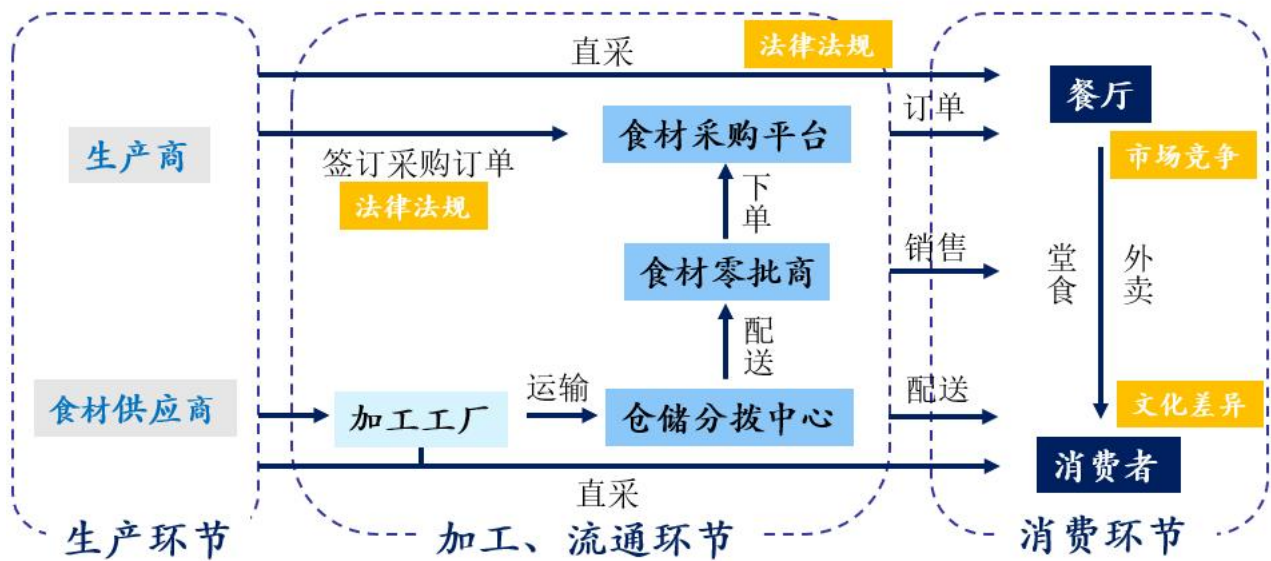 直采
法律法规
餐厅
订单
生产商
食材采购平台
签订采购订单
法律法规
市场竞争
下单
食材零批商
销售
堂食
外卖
配送
食材供应商
加工工厂
运输
仓储分拨中心
配送
文化差异
消费者
直采
生产环节
加工、流通环节
消费环节